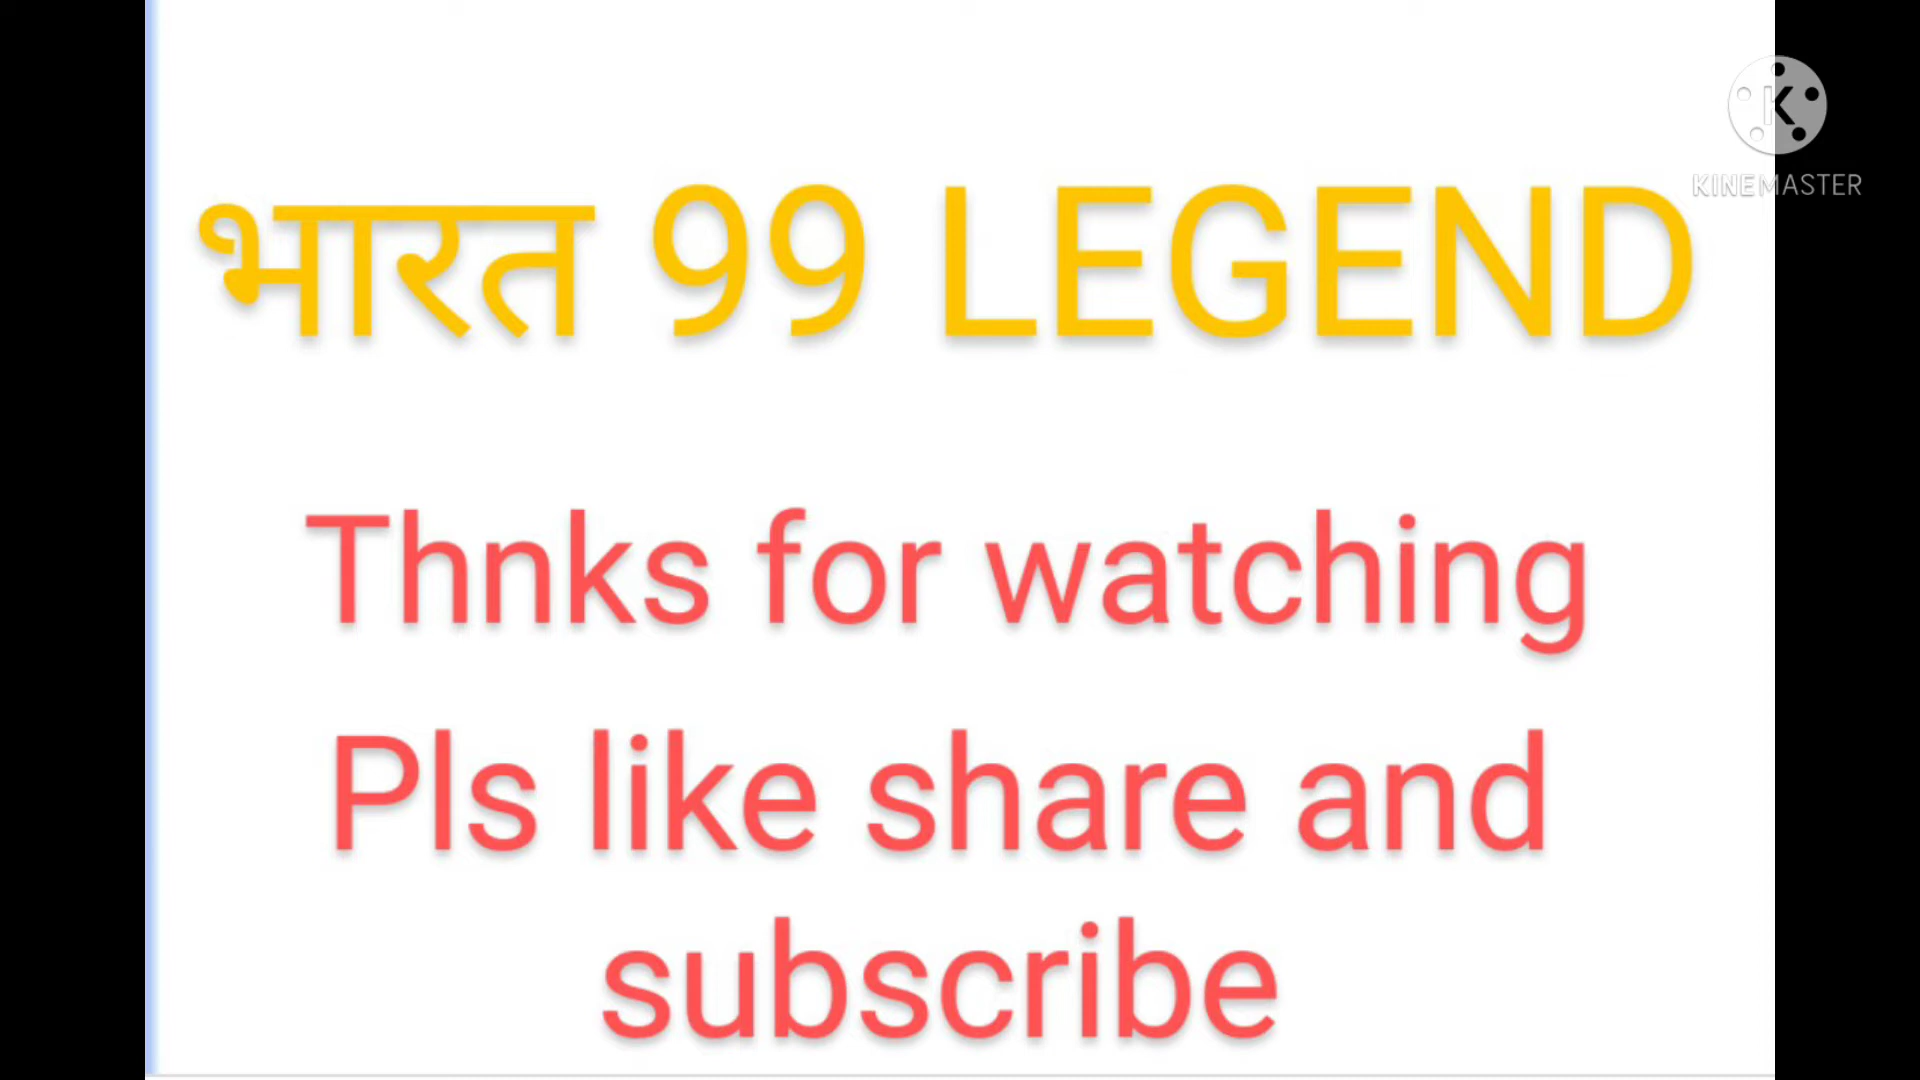 K
KINEMASTER
भारत 99 LEGEND
Thnks for watching
Pls like share and
subscribe